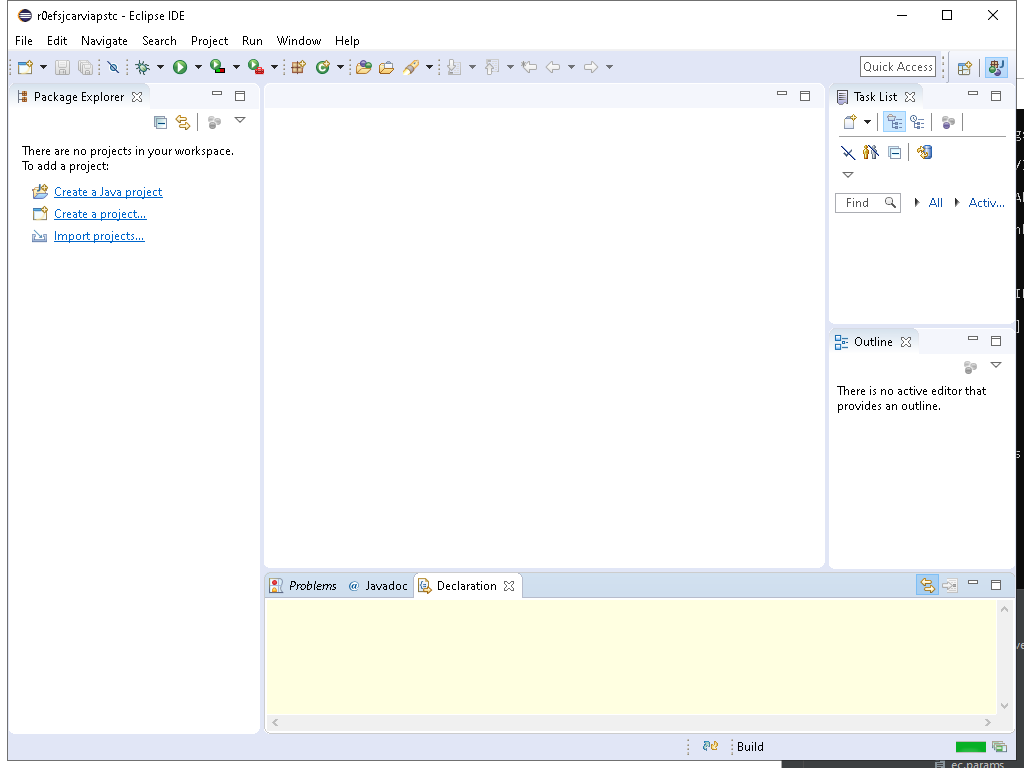 r0efsjcarviapstc - Eclipse IDE
File Edit Navigate Search Project Run Window Help
Quick Access
Package Explorer
There are no projects in your workspace.
To add a project:
Create a Java project
Create a project...
Import projects...
Task List
Find All Activ...
Outline
There is no active editor that
provides an outline.
Problems @ Javadoc Declaration
Build
ec.params